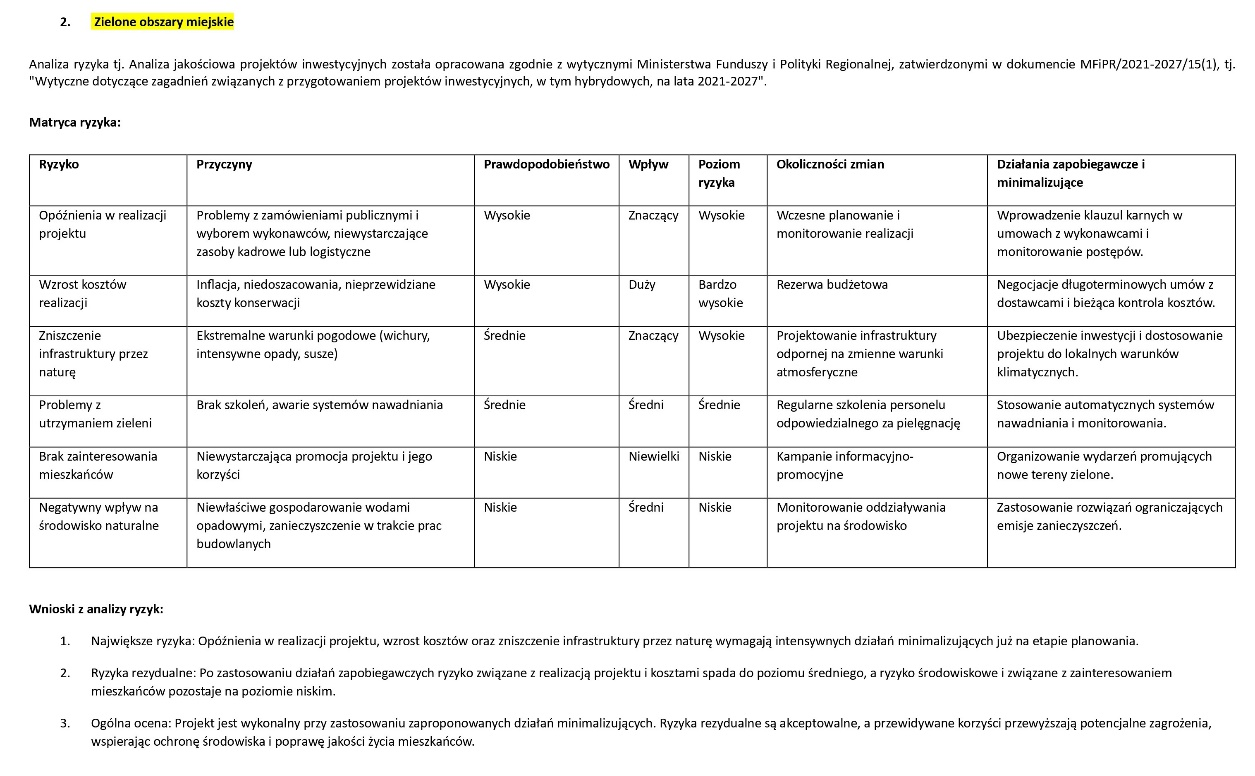 2. Zielone obszary miejskie
Analiza ryzyka tj. Analiza jakościowa projektów inwestycyjnych została opracowana zgodnie z wytycznymi Ministerstwa Funduszy i Polityki Regionalnej, zatwierdzonymi w dokumencie MFiPR/2021-2027/15(1), tj.
"Wytyczne dotyczące zagadnień związanych z przygotowaniem projektów inwestycyjnych, w tym hybrydowych, na lata 2021-2027".
Matryca ryzyka:
Ryzyko
Przyczyny
Prawdopodobieństwo
Wpływ
Poziom
ryzyka
Okoliczności zmian
Działania zapobiegawcze i
minimalizujące
Opóźnienia w realizacji
projektu
Problemy z zamówieniami publicznymi i
wyborem wykonawców, niewystarczające
zasoby kadrowe lub logistyczne
Wysokie
Znaczący
Wysokie
Wczesne planowanie i
monitorowanie realizacji
Wprowadzenie klauzul karnych w
umowach z wykonawcami i
monitorowanie postępów.
Wzrost kosztów
realizacji
Inflacja, niedoszacowania, nieprzewidziane
koszty konserwacji
Wysokie
Duży
Bardzo
wysokie
Rezerwa budżetowa
Negocjacje długoterminowych umów z
dostawcami i bieżąca kontrola kosztów.
Zniszczenie
infrastruktury przez
naturę
Ekstremalne warunki pogodowe (wichury,
intensywne opady, susze)
Średnie
Znaczący
Wysokie
Projektowanie infrastruktury
odpornej na zmienne warunki
atmosferyczne
Ubezpieczenie inwestycji i dostosowanie
projektu do lokalnych warunków
klimatycznych.
Problemy z
utrzymaniem zieleni
Brak szkoleń, awarie systemów nawadniania
Średnie
Średni
Średnie
Regularne szkolenia personelu
odpowiedzialnego za pielęgnację
Stosowanie automatycznych systemów
nawadniania i monitorowania.
Brak zainteresowania
mieszkańców
Niewystarczająca promocja projektu i jego
korzyści
Niskie
Niewielki
Niskie
Kampanie informacyjno-
promocyjne
Organizowanie wydarzeń promujących
nowe tereny zielone.
Negatywny wpływ na
środowisko naturalne
Niewłaściwe gospodarowanie wodami
opadowymi, zanieczyszczenie w trakcie prac
budowlanych
Niskie
Średni
Niskie
Monitorowanie oddziaływania
projektu na środowisko
Zastosowanie rozwiązań ograniczających
emisje zanieczyszczeń.
Wnioski z analizy ryzyk:
1. Największe ryzyka: Opóźnienia w realizacji projektu, wzrost kosztów oraz zniszczenie infrastruktury przez naturę wymagają intensywnych działań minimalizujących już na etapie planowania.
2. Ryzyka rezydualne: Po zastosowaniu działań zapobiegawczych ryzyko związane z realizacją projektu i kosztami spada do poziomu średniego, a ryzyko środowiskowe i związane z zainteresowaniem
mieszkańców pozostaje na poziomie niskim.
3. Ogólna ocena: Projekt jest wykonalny przy zastosowaniu zaproponowanych działań minimalizujących. Ryzyka rezydualne są akceptowalne, a przewidywane korzyści przewyższają potencjalne zagrożenia,
wspierając ochronę środowiska i poprawę jakości życia mieszkańców.